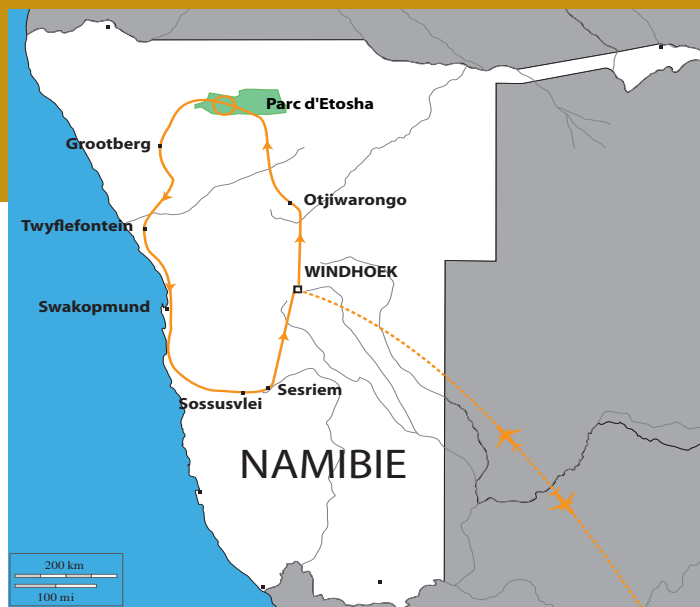 Parc d'Etosha
Grootberg
Otjiwarongo
Twyflefontein
WINDHOEK
Swakopmund
Sesriem
Sossusvlei
NAMIBIE
200 km
100 mi